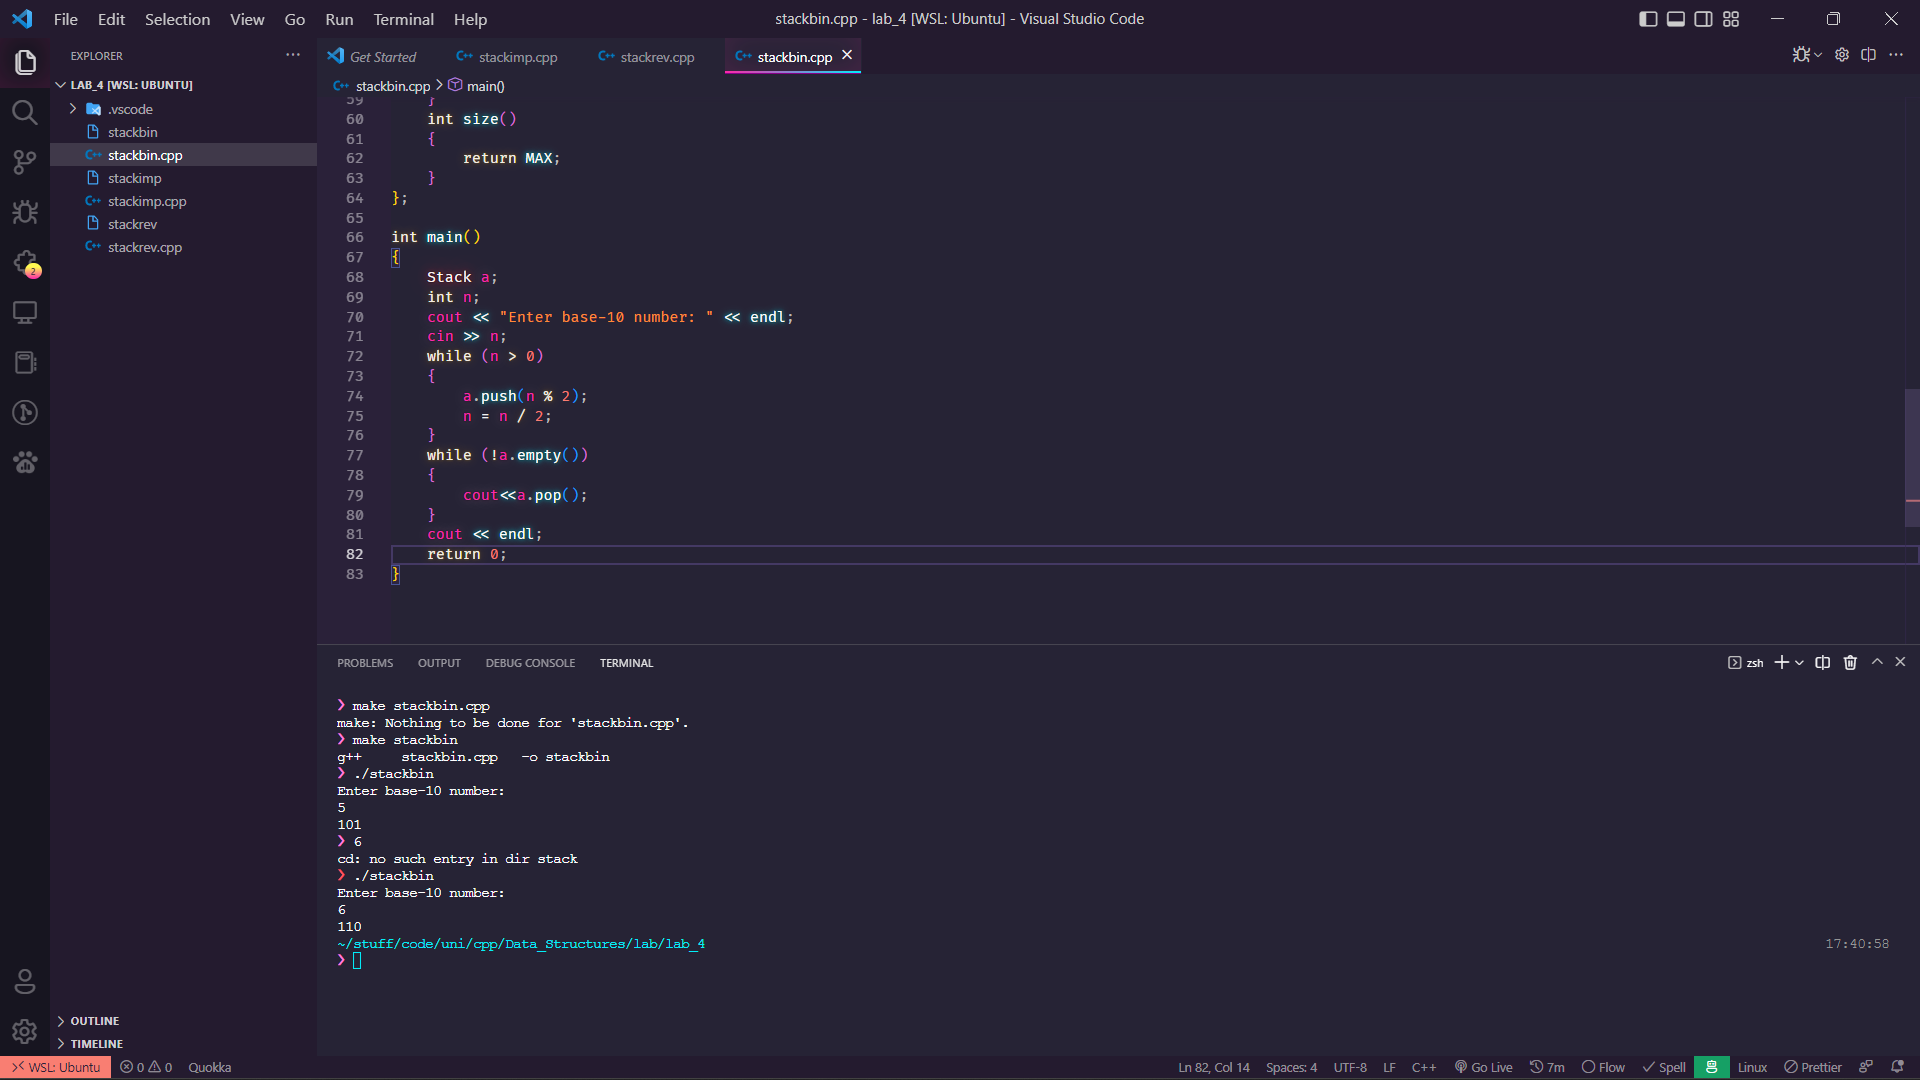 File Edit Selection View Go Run Terminal Help
stackbin.cpp - lab_4 [WSL: Ubuntu] - Visual Studio Code
EXPLORER
LAB_4 [WSL: UBUNTU]
.vscode
stackbin
stackbin.cpp
stackimp
stackimp.cpp
stackrev
stackrev.cpp
2
OUTLINE
TIMELINE
Get Started stackimp.cpp stackrev.cpp stackbin.cpp
stackbin.cpp > main()
59 }
60 int size()
61 {
62 return MAX;
63 }
64 };
65
66 int main()
67 {
68 Stack a;
69 int n;
70 cout << "Enter base-10 number: " << endl;
71 cin >> n;
72 while (n > 0)
73 {
74 a.push(n % 2);
75 n = n / 2;
76 }
77 while (!a.empty())
78 {
79 cout<<a.pop();
80 }
81 cout << endl;
82 return 0;
83 }
PROBLEMS OUTPUT DEBUG CONSOLE TERMINAL
zsh
❯ make stackbin.cpp
make: Nothing to be done for 'stackbin.cpp'.
❯ make stackbin
g++ stackbin.cpp -o stackbin
❯ ./stackbin
Enter base-10 number:
5
101
❯ 6
cd: no such entry in dir stack
❯ ./stackbin
Enter base-10 number:
6
110
~/stuff/code/uni/cpp/Data_Structures/lab/lab_4 17:40:58
❯
WSL: Ubuntu 0 0 Quokka Ln 82, Col 14 Spaces: 4 UTF-8 LF C++ Go Live 7m Flow Spell Linux Prettier